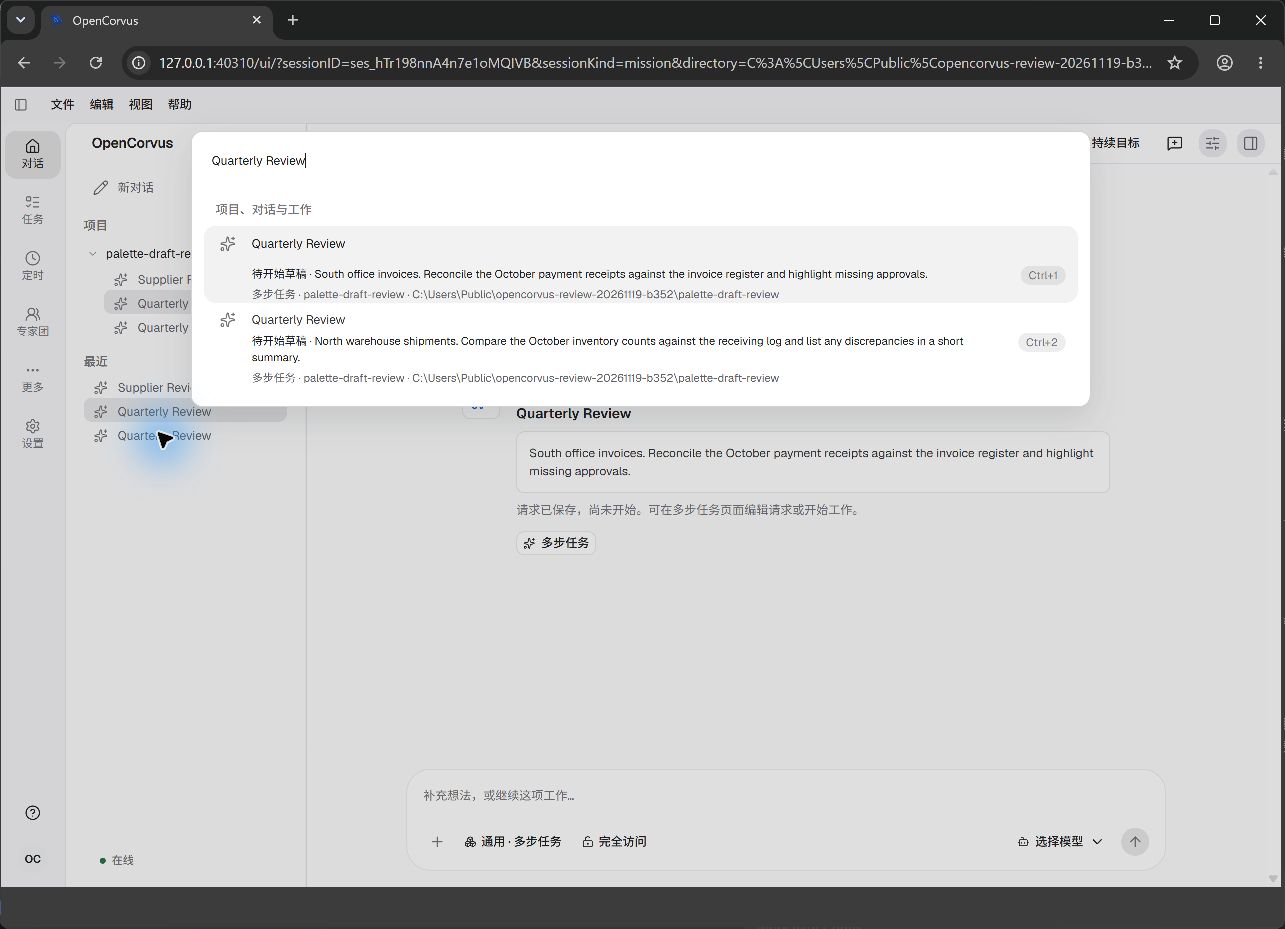 OpenCorvus
127.0.0.1:40310/ui/?sessionID=ses_hTr198nnA4n7e1oMQIVB&sessionKind=mission&directory=C%3A%5CUsers%5CPublic%5Copencorvus-review-20261119-b3...
文件 编辑 视图 帮助
对话
任务
定时
专家团
更多
设置
OC
OpenCorvus
新对话
项目
palette-draft-re
Supplier R
Quarterly
Quarterly
最近
Supplier Revi
Quarterly Review
Quarterly Review
在线
持续目标
Quarterly Review
项目、对话与工作
Quarterly Review
待开始草稿 · South office invoices. Reconcile the October payment receipts against the invoice register and highlight missing approvals.
Ctrl+1
多步任务 · palette-draft-review · C:\Users\Public\opencorvus-review-20261119-b352\palette-draft-review
Quarterly Review
待开始草稿 · North warehouse shipments. Compare the October inventory counts against the receiving log and list any discrepancies in a short
summary.
Ctrl+2
多步任务 · palette-draft-review · C:\Users\Public\opencorvus-review-20261119-b352\palette-draft-review
Quarterly Review
South office invoices. Reconcile the October payment receipts against the invoice register and highlight
missing approvals.
请求已保存，尚未开始。可在多步任务页面编辑请求或开始工作。
多步任务
补充想法，或继续这项工作...
通用 · 多步任务 完全访问 选择模型